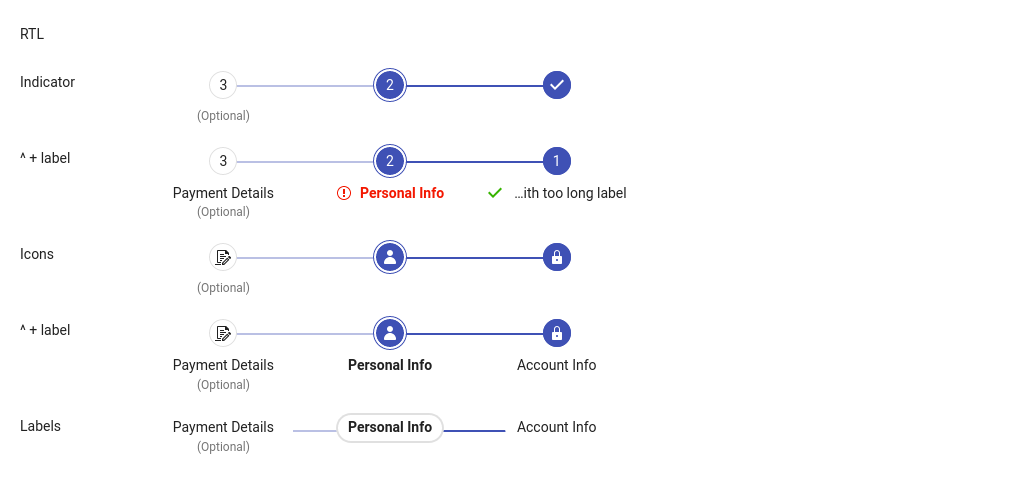 RTL
Indicator
3 2
(Optional)
^ + label
3 2 1
Payment Details Personal Info ...ith too long label
(Optional)
Icons
(Optional)
^ + label
Payment Details Personal Info Account Info
(Optional)
Labels Payment Details Personal Info Account Info
(Optional)